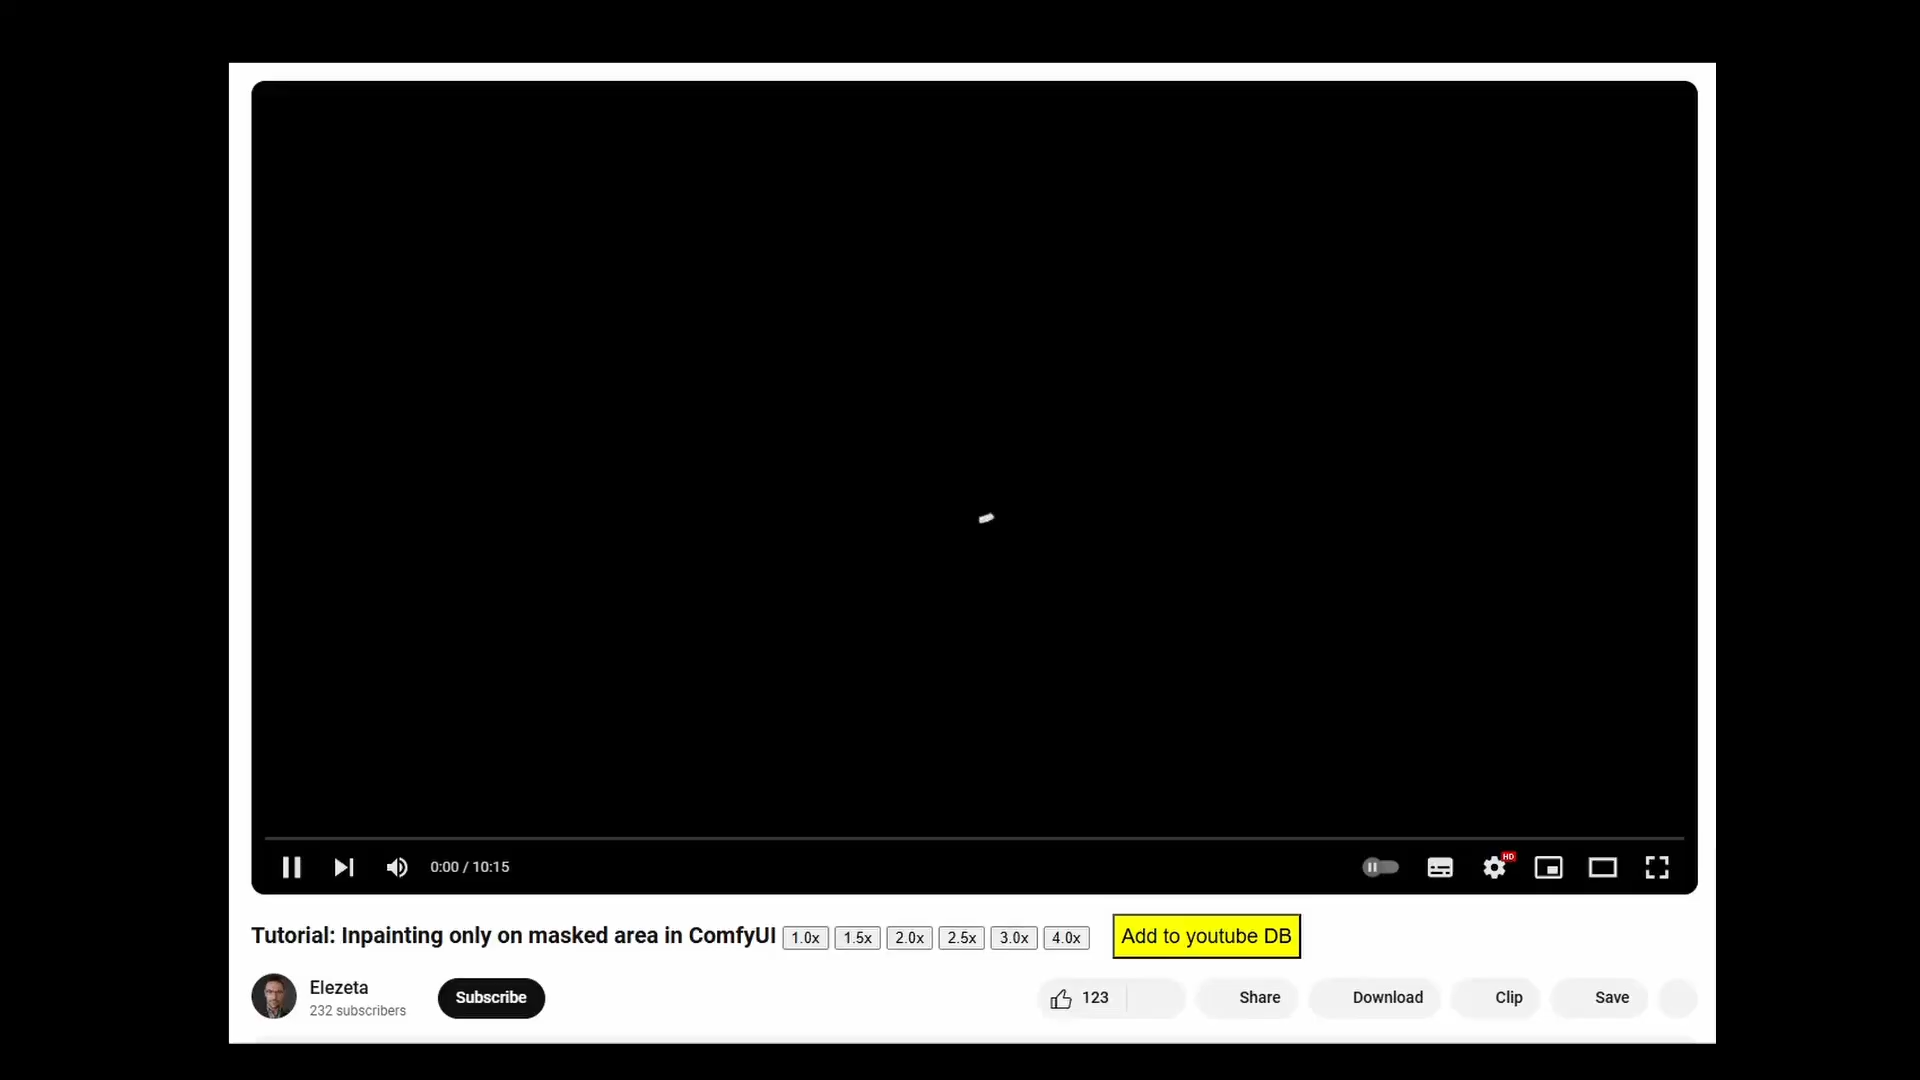 0:00 / 10:15
HD
Tutorial: Inpainting only on masked area in ComfyUI 1.0x 1.5x 2.0x 2.5x 3.0x 4.0x Add to youtube DB
Elezeta
232 subscribers
Subscribe
123
Share
Download
Clip
Save